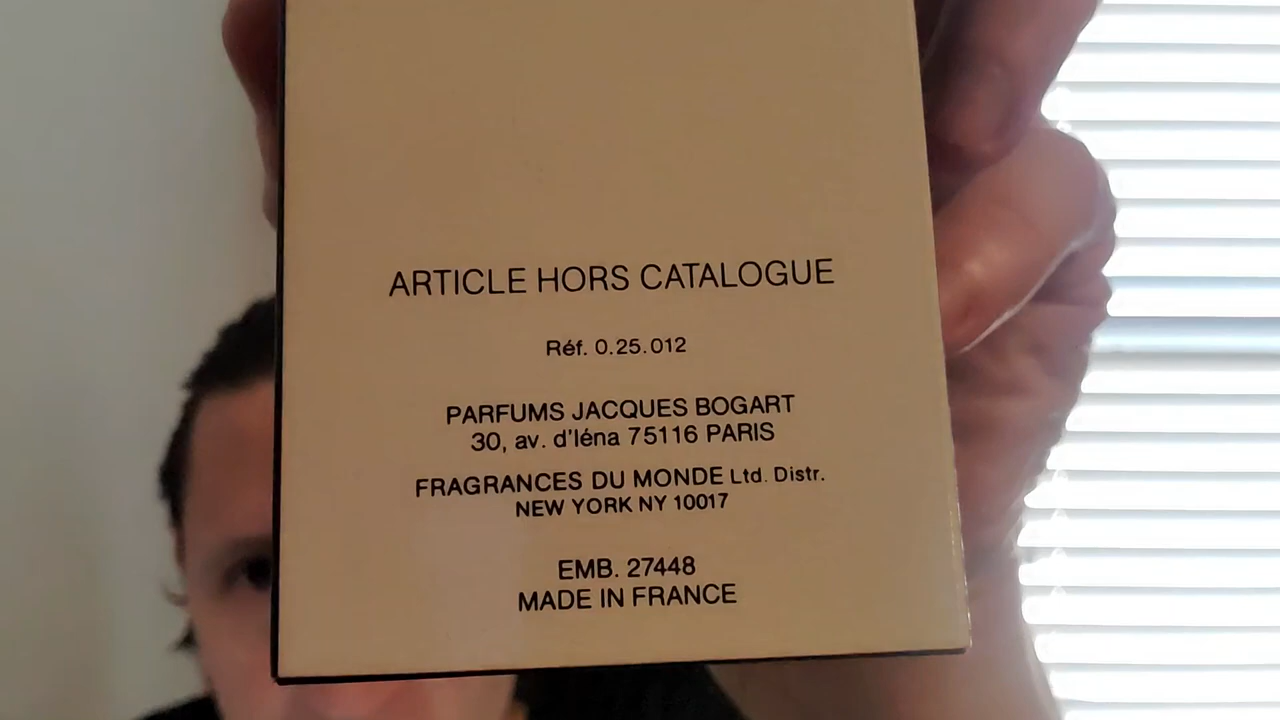 ARTICLE HORS CATALOGUE
Réf. 0.25.012
PARFUMS JACQUES BOGART
30, av. d'Iéna 75116 PARIS
FRAGRANCES DU MONDE Ltd. Distr.
NEW YORK NY 10017
EMB. 27448
MADE IN FRANCE